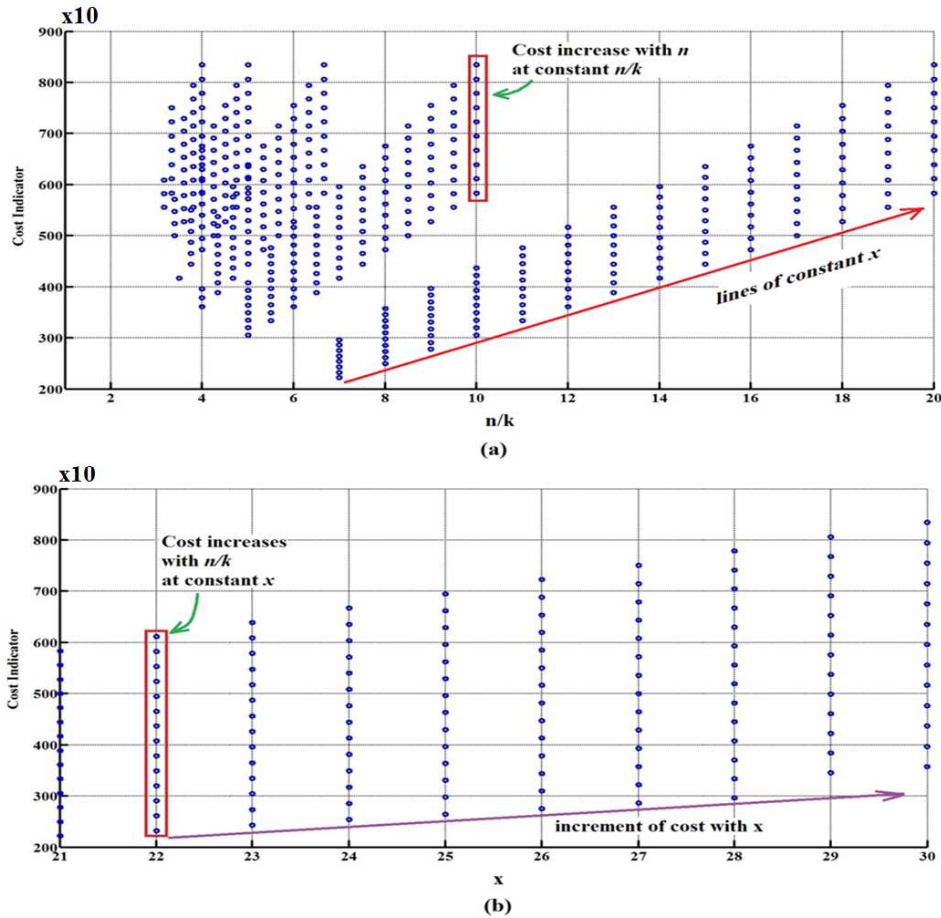 x10
900
800
700
600
500
400
300
200
Cost Indicator
Cost increase with n
at constant n/k
lines of constant x
2 4 6 8 10 12 14 16 18 20
n/k
(a)
x10
900
800
700
600
500
400
300
200
Cost Indicator
Cost increases
with n/k
at constant x
increment of cost with x
21 22 23 24 25 26 27 28 29 30
x
(b)